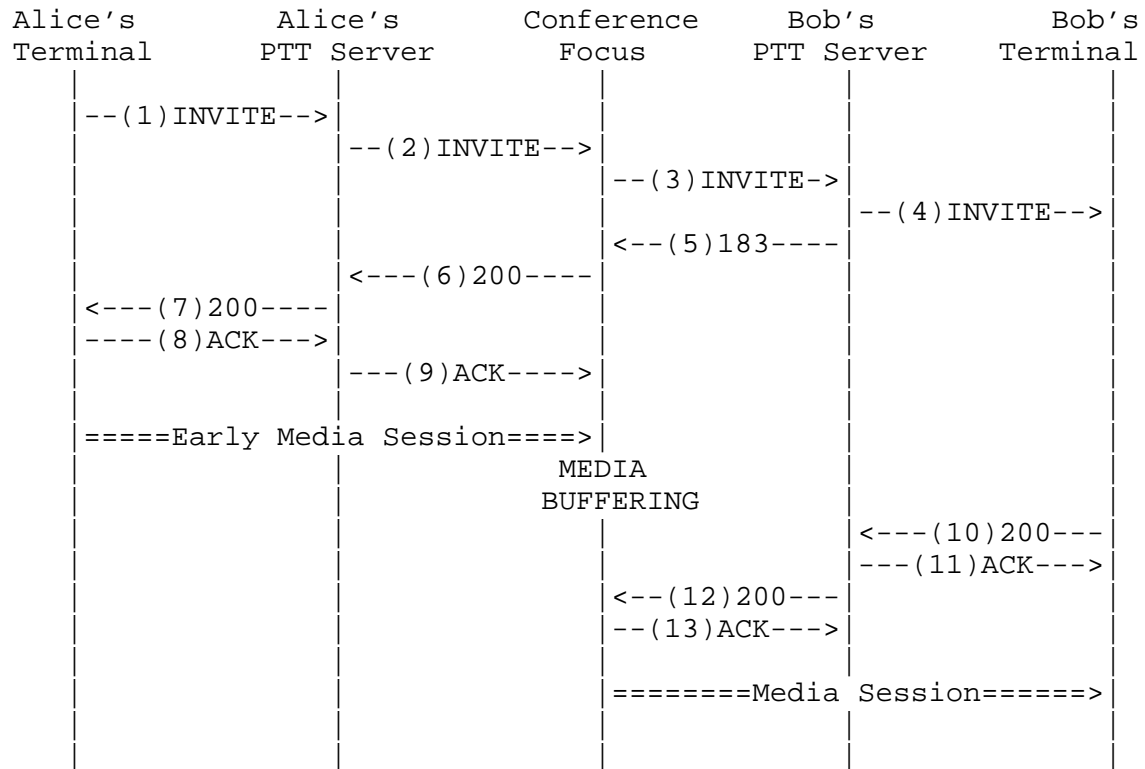 Alice's Alice's Conference Bob's Bob's
Terminal PTT Server Focus PTT Server Terminal
--(1)INVITE-->
--(2)INVITE-->
--(3)INVITE->
--(4)INVITE-->
<--(5)183----
<---(6)200----
<---(7)200----
----(8)ACK--->
---(9)ACK---->
=====Early Media Session====>
MEDIA
BUFFERING
<---(10)200---
---(11)ACK--->
<--(12)200---
--(13)ACK--->
========Media Session======>